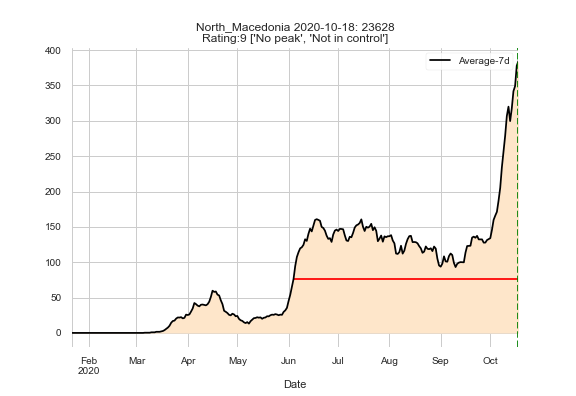 North_Macedonia 2020-10-18: 23628
Rating:9 ['No peak', 'Not in control']
Average-7d
400
350
300
250
200
150
100
50
0
Feb Mar Apr May Jun Jul Aug Sep Oct
2020
Date